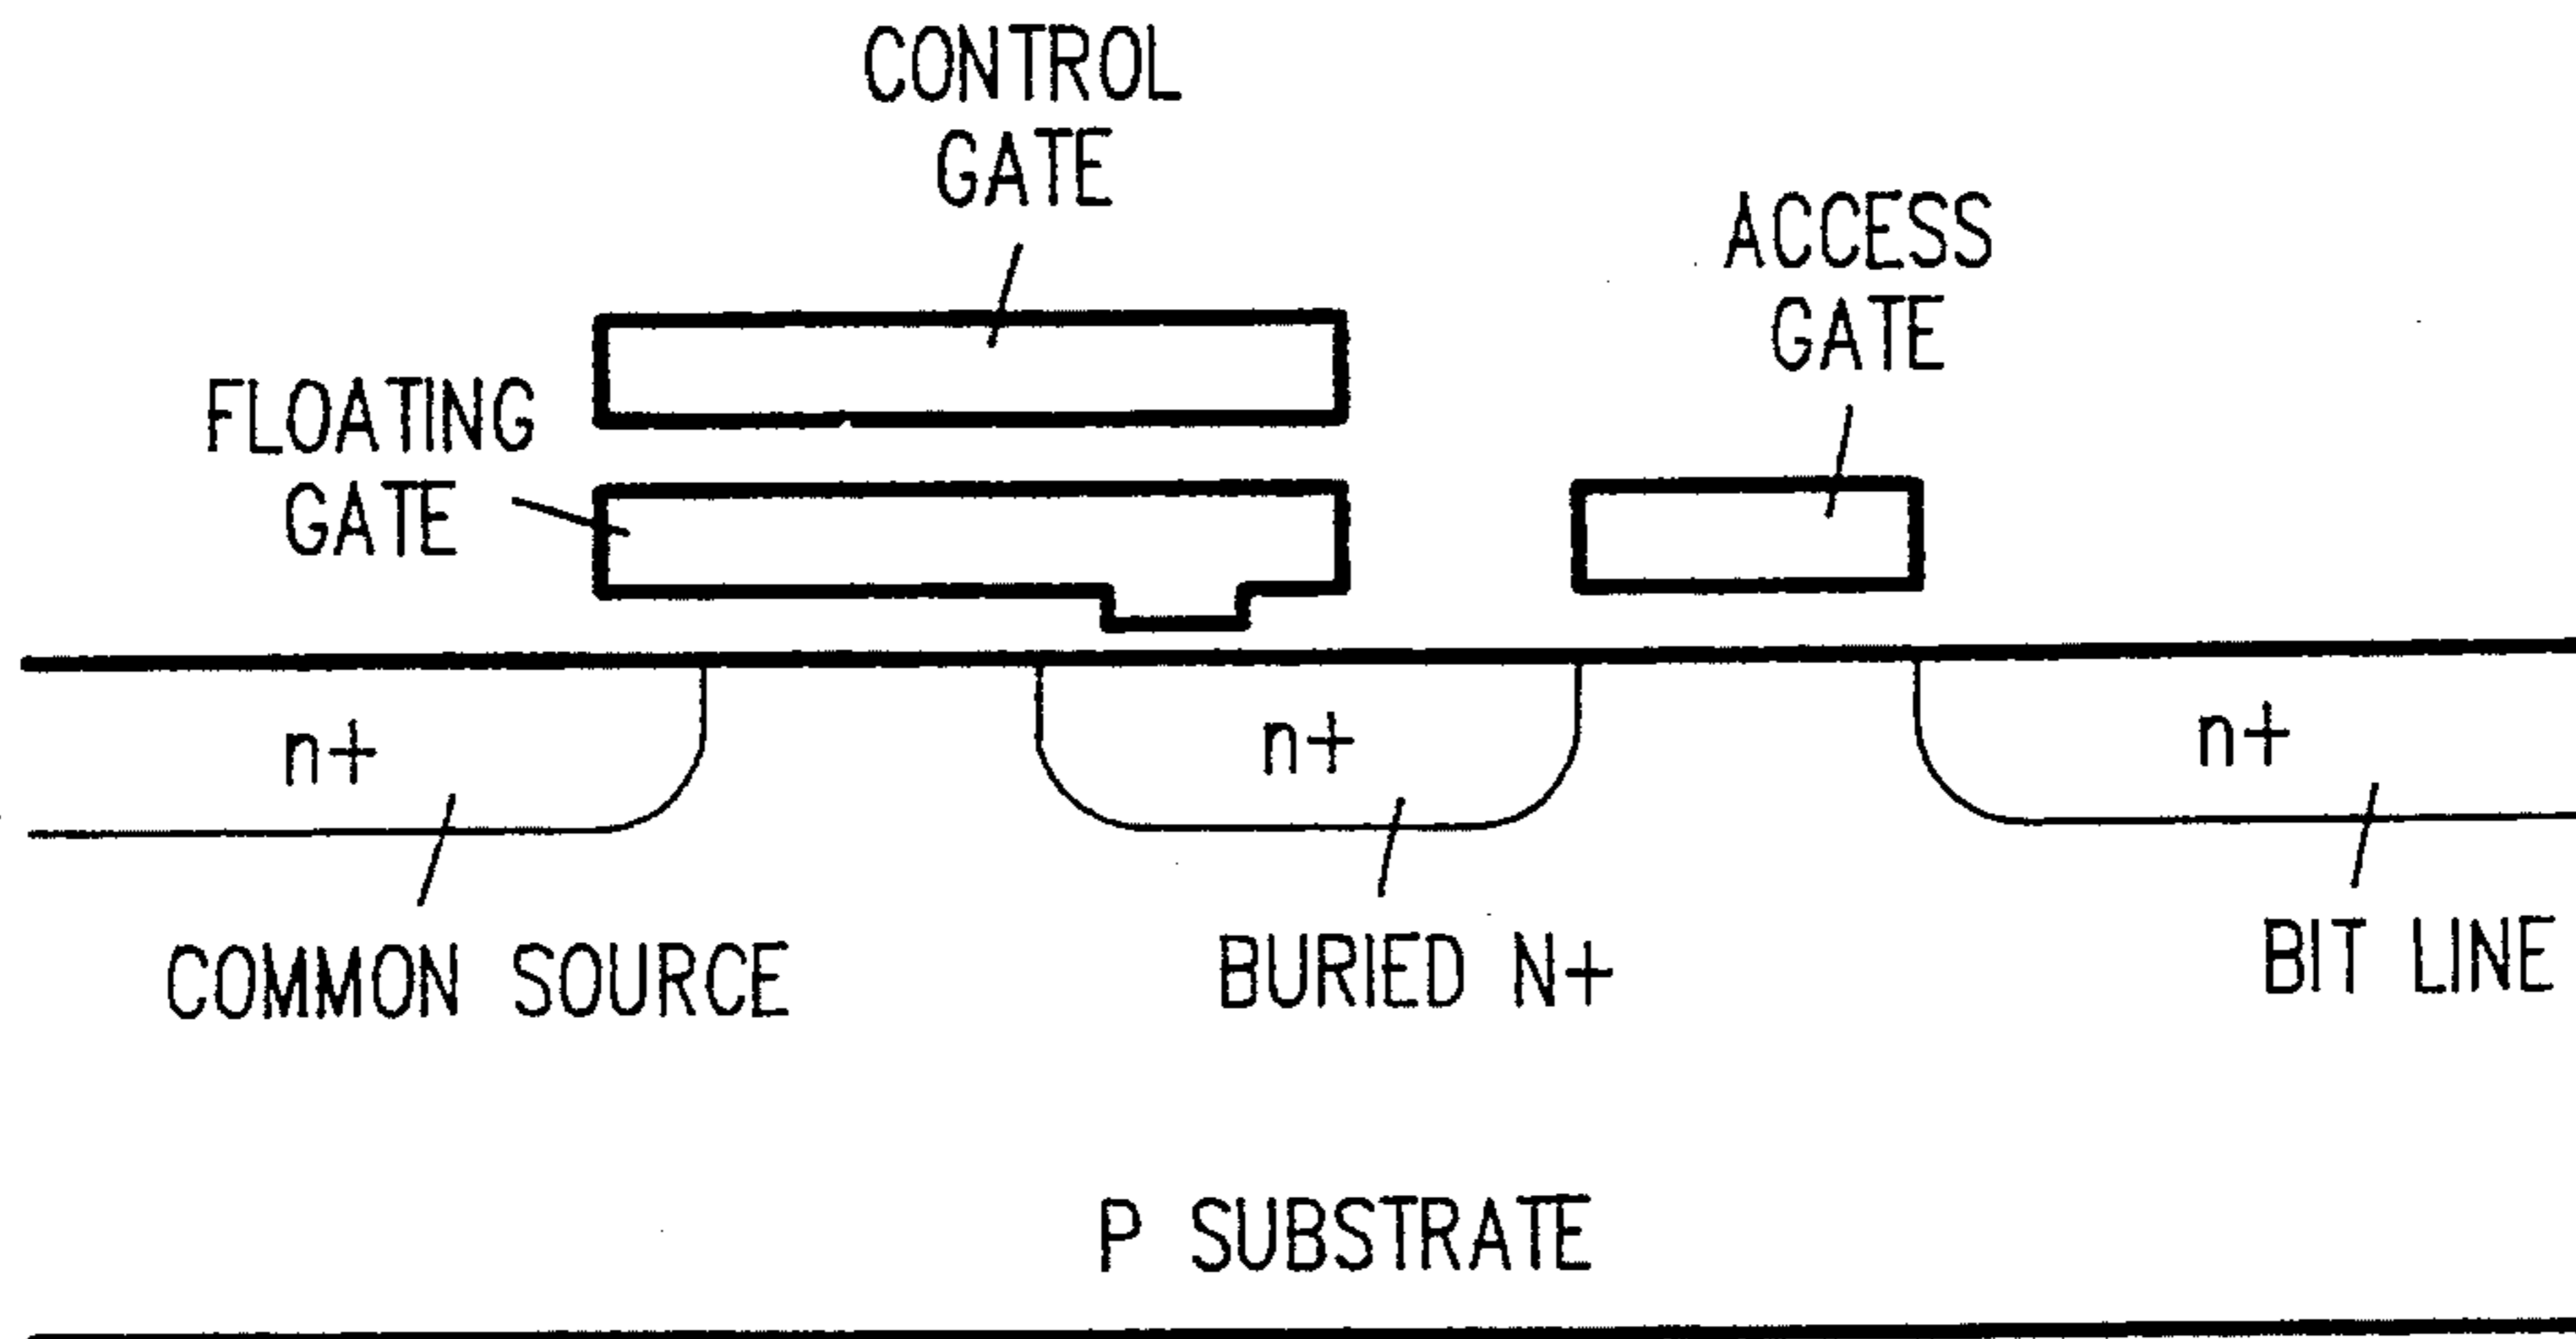 CONTROL
GATE
ACCESS
GATE
FLOATING
GATE
n+
n+
n+
COMMON SOURCE
BURIED N+
BIT LINE
P SUBSTRATE